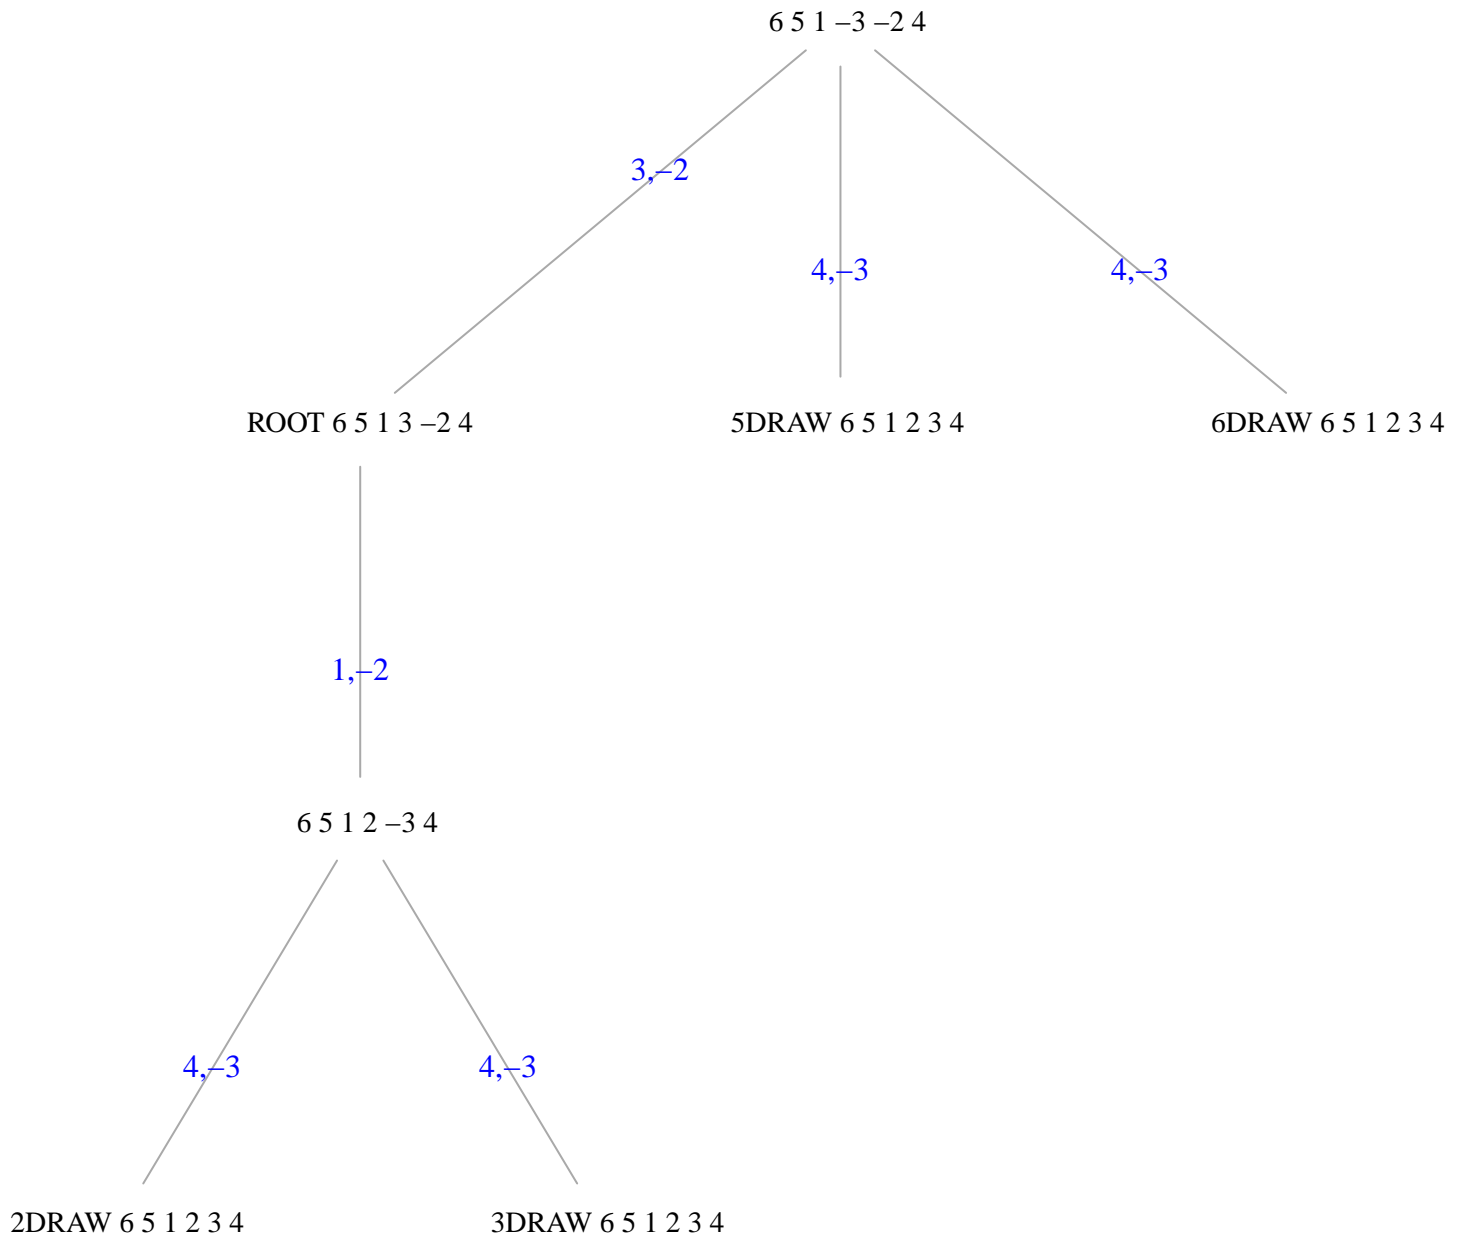 6 5 1 –3 –2 4
3,–2
4,–3
4,–3
ROOT 6 5 1 3 –2 4
5DRAW 6 5 1 2 3 4
6DRAW 6 5 1 2 3 4
1,–2
6 5 1 2 –3 4
4,–3
4,–3
2DRAW 6 5 1 2 3 4
3DRAW 6 5 1 2 3 4